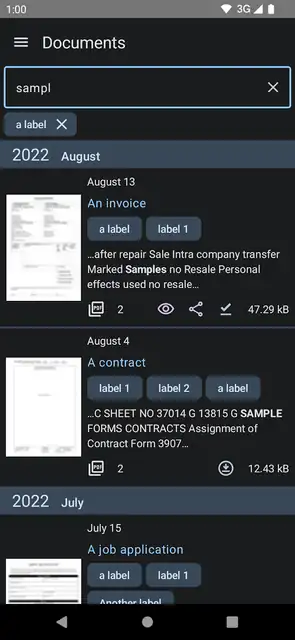 1:00 3G
Documents
sampl
a label
2022 August
August 13
An invoice
a label label 1
…after repair Sale Intra company transfer
Marked Samples no Resale Personal
effects used no resale…
PDF 2 47.29 kB
August 4
A contract
label 1 label 2 a label
…C SHEET NO 37014 G 13815 G SAMPLE
FORMS CONTRACTS Assignment of
Contract Form 3907…
PDF 2 12.43 kB
2022 July
July 15
A job application
a label label 1
Another label